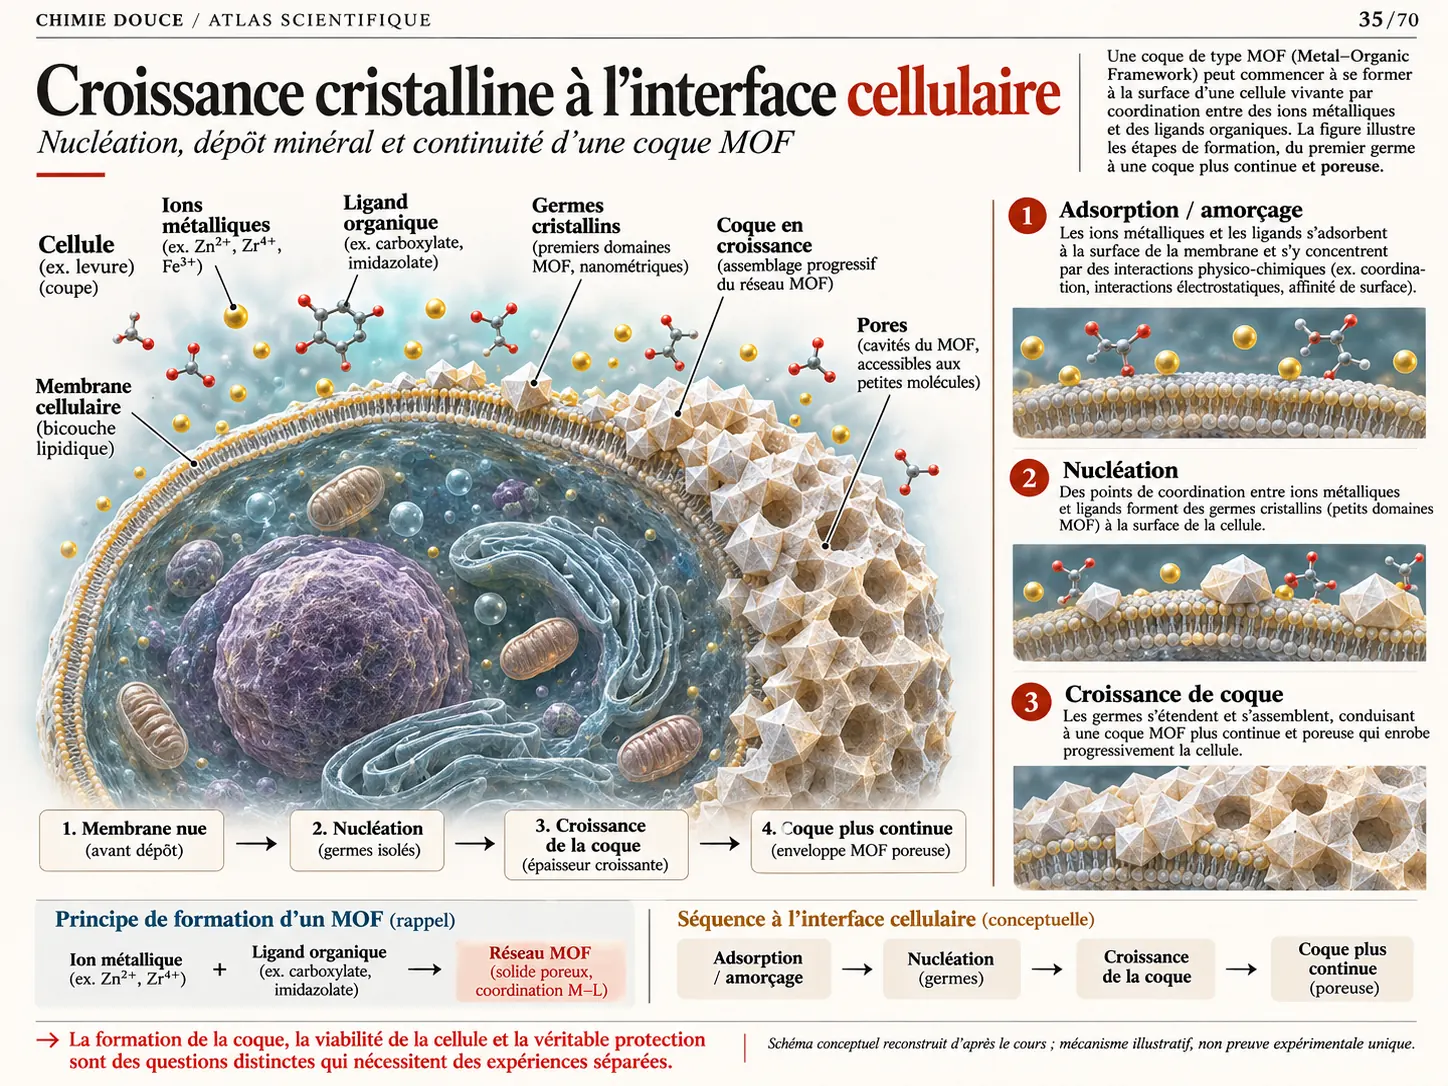 CHIMIE DOUCE / ATLAS SCIENTIFIQUE
35/70
Croissance cristalline à l’interface cellulaire
Nucléation, dépôt minéral et continuité d’une coque MOF
Une coque de type MOF (Metal–Organic
Framework) peut commencer à se former
à la surface d’une cellule vivante par
coordination entre des ions métalliques
et des ligands organiques. La figure illustre
les étapes de formation, du premier germe
à une coque plus continue et poreuse.
Cellule
(ex. levure)
(coupe)
Ions
métalliques
(ex. Zn²⁺, Zr⁴⁺,
Fe³⁺)
Ligand
organique
(ex. carboxylate,
imidazolate)
Germes
cristallins
(premiers domaines
MOF, nanométriques)
Coque en
croissance
(assemblage progressif
du réseau MOF)
Pores
(cavités du MOF,
accessibles aux
petites molécules)
Membrane
cellulaire
(bicouche
lipidique)
1. Membrane nue
(avant dépôt)
2. Nucléation
(germes isolés)
3. Croissance
de la coque
(épaisseur croissante)
4. Coque plus continue
(enveloppe MOF poreuse)
1
Adsorption / amorçage
Les ions métalliques et les ligands s’adsorbent
à la surface de la membrane et s’y concentrent
par des interactions physico-chimiques (ex. coordina-
tion, interactions électrostatiques, affinité de surface).
2
Nucléation
Des points de coordination entre ions métalliques
et ligands forment des germes cristallins (petits domaines
MOF) à la surface de la cellule.
3
Croissance de coque
Les germes s’étendent et s’assemblent, conduisant
à une coque MOF plus continue et poreuse qui enrobe
progressivement la cellule.
Principe de formation d’un MOF (rappel)
Ion métallique
(ex. Zn²⁺, Zr⁴⁺)
+
Ligand organique
(ex. carboxylate,
imidazolate)
Réseau MOF
(solide poreux,
coordination M–L)
Séquence à l’interface cellulaire (conceptuelle)
Adsorption
/ amorçage
Nucléation
(germes)
Croissance
de la coque
Coque plus
continue
(poreuse)
→ La formation de la coque, la viabilité de la cellule et la véritable protection
sont des questions distinctes qui nécessitent des expériences séparées.
Schéma conceptuel reconstruit d’après le cours ; mécanisme illustratif, non preuve expérimentale unique.